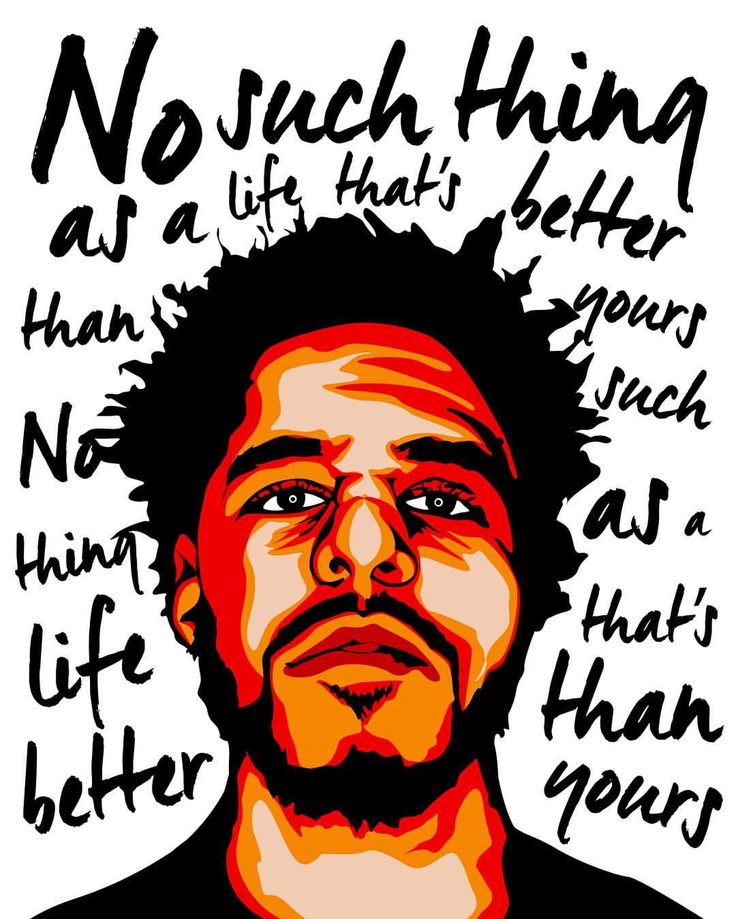 No such thing
as a life that's better
than yours
No such
thing as a
life that's
better than
yours